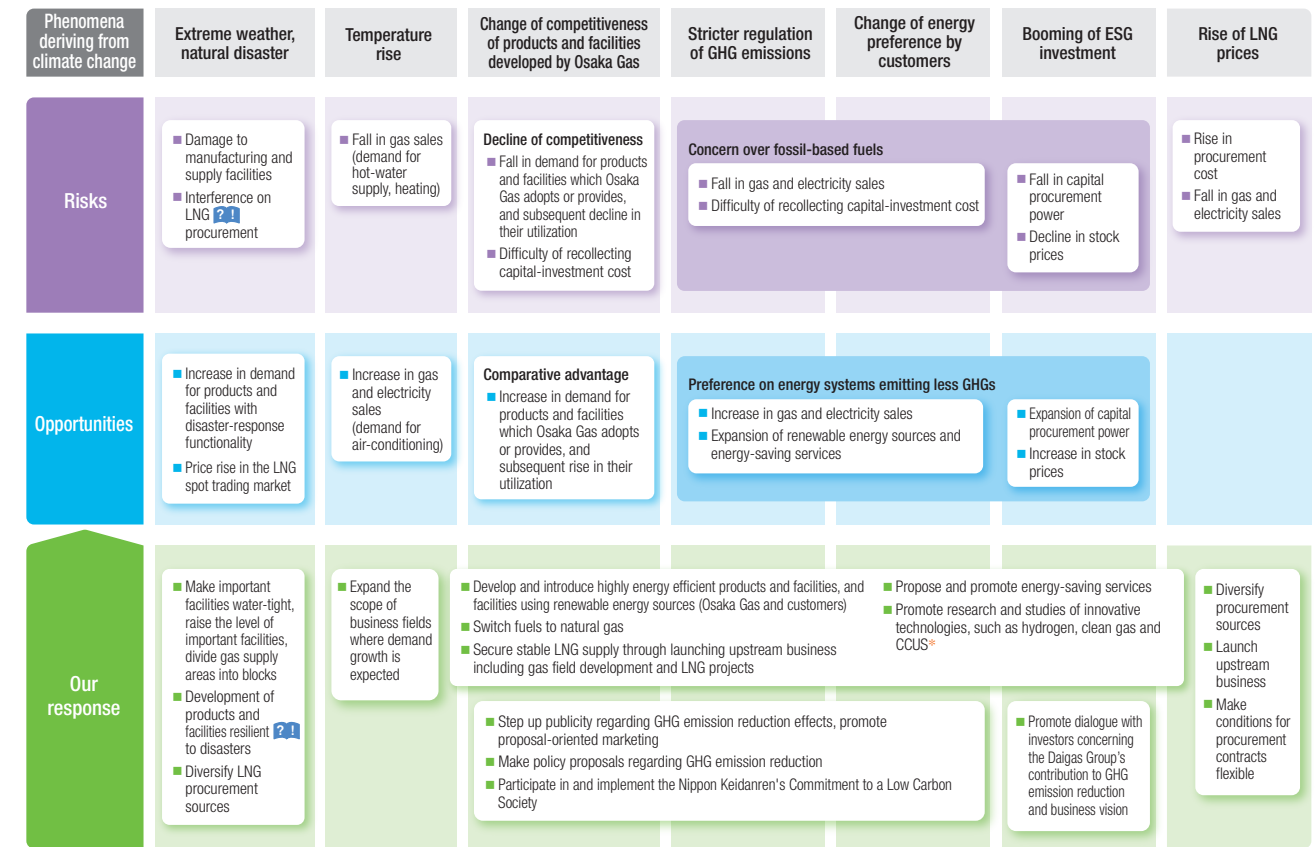 Phenomena
deriving from
climate change
Extreme weather,
natural disaster
Temperature
rise
Change of competitiveness
of products and facilities
developed by Osaka Gas
Stricter regulation
of GHG emissions
Change of energy
preference by
customers
Booming of ESG
investment
Rise of LNG
prices
Risks
Damage to
manufacturing and
supply facilities
Interference on
LNG ? !
procurement
Fall in gas sales
(demand for
hot-water
supply, heating)
Decline of competitiveness
Fall in demand for products
and facilities which Osaka
Gas adopts or provides,
and subsequent decline in
their utilization
Difficulty of recollecting
capital-investment cost
Concern over fossil-based fuels
Fall in gas and electricity sales
Difficulty of recollecting capital-investment cost
Fall in capital
procurement
power
Decline in stock
prices
Rise in
procurement
cost
Fall in gas and
electricity sales
Opportunities
Increase in demand
for products and
facilities with
disaster-response
functionality
Price rise in the LNG
spot trading market
Increase in gas
and electricity
sales
(demand for
air-conditioning)
Comparative advantage
Increase in demand for
products and facilities
which Osaka Gas adopts
or provides, and
subsequent rise in their
utilization
Preference on energy systems emitting less GHGs
Increase in gas and electricity sales
Expansion of renewable energy sources and
energy-saving services
Expansion of capital
procurement power
Increase in stock
prices
Our
response
Make important
facilities water-tight,
raise the level of
important facilities,
divide gas supply
areas into blocks
Development of
products and
facilities resilient ? !
to disasters
Diversify LNG
procurement
sources
Expand the
scope of
business fields
where demand
growth is
expected
Develop and introduce highly energy efficient products and facilities, and
facilities using renewable energy sources (Osaka Gas and customers)
Switch fuels to natural gas
Secure stable LNG supply through launching upstream business
including gas field development and LNG projects
Propose and promote energy-saving services
Promote research and studies of innovative
technologies, such as hydrogen, clean gas and
CCUS*
Step up publicity regarding GHG emission reduction effects, promote
proposal-oriented marketing
Make policy proposals regarding GHG emission reduction
Participate in and implement the Nippon Keidanren's Commitment to a Low Carbon
Society
Promote dialogue with
investors concerning
the Daigas Group's
contribution to GHG
emission reduction
and business vision
Diversify
procurement
sources
Launch
upstream
business
Make
conditions for
procurement
contracts
flexible